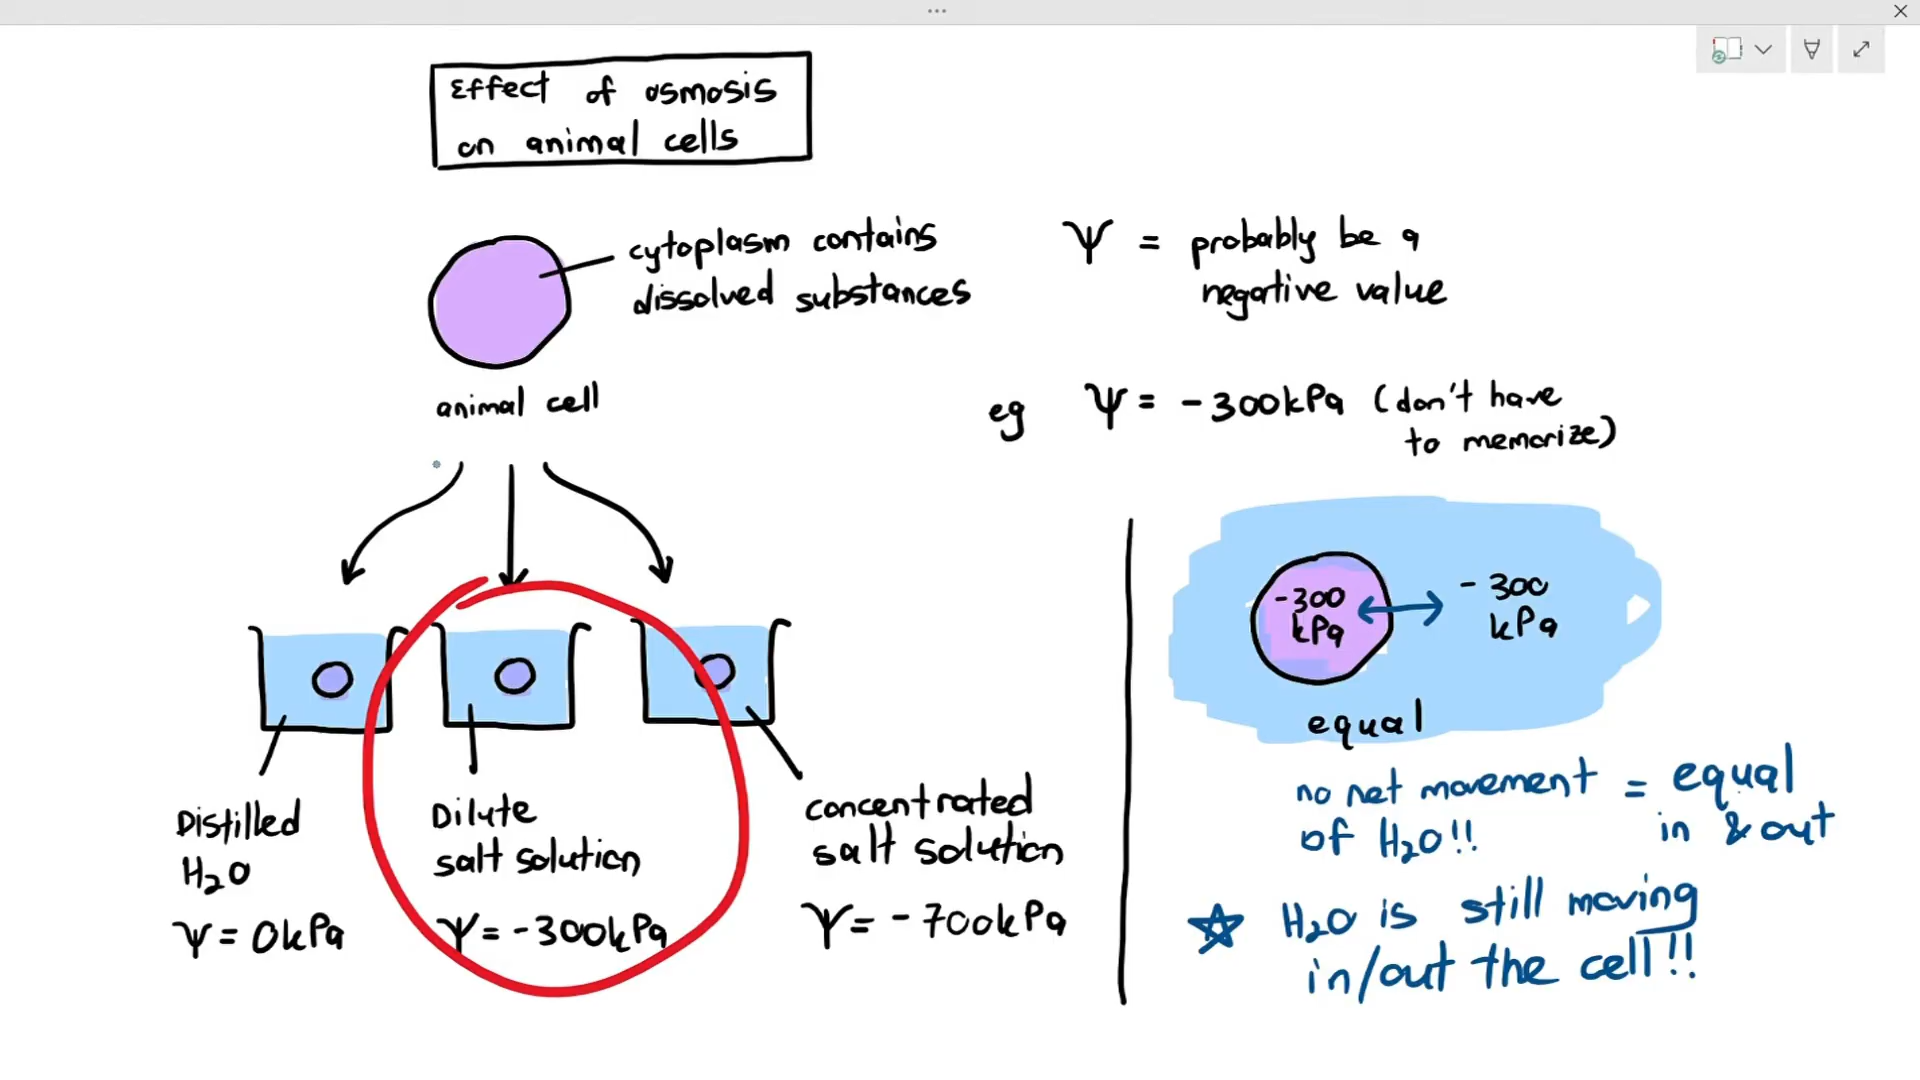 Effect of osmosis
on animal cells
cytoplasm contains
dissolved substances
animal cell
Ψ = probably be a
negative value
eg Ψ = -300kPa (don't have
to memorize)
Distilled
H₂O
Ψ = 0kPa
Dilute
salt solution
Ψ = -300kPa
concentrated
salt solution
Ψ = -700kPa
-300
kPa
-300
kPa
equal
no net movement
of H₂O!!
= equal
in & out
☆ H₂O is still moving
in/out the cell!!